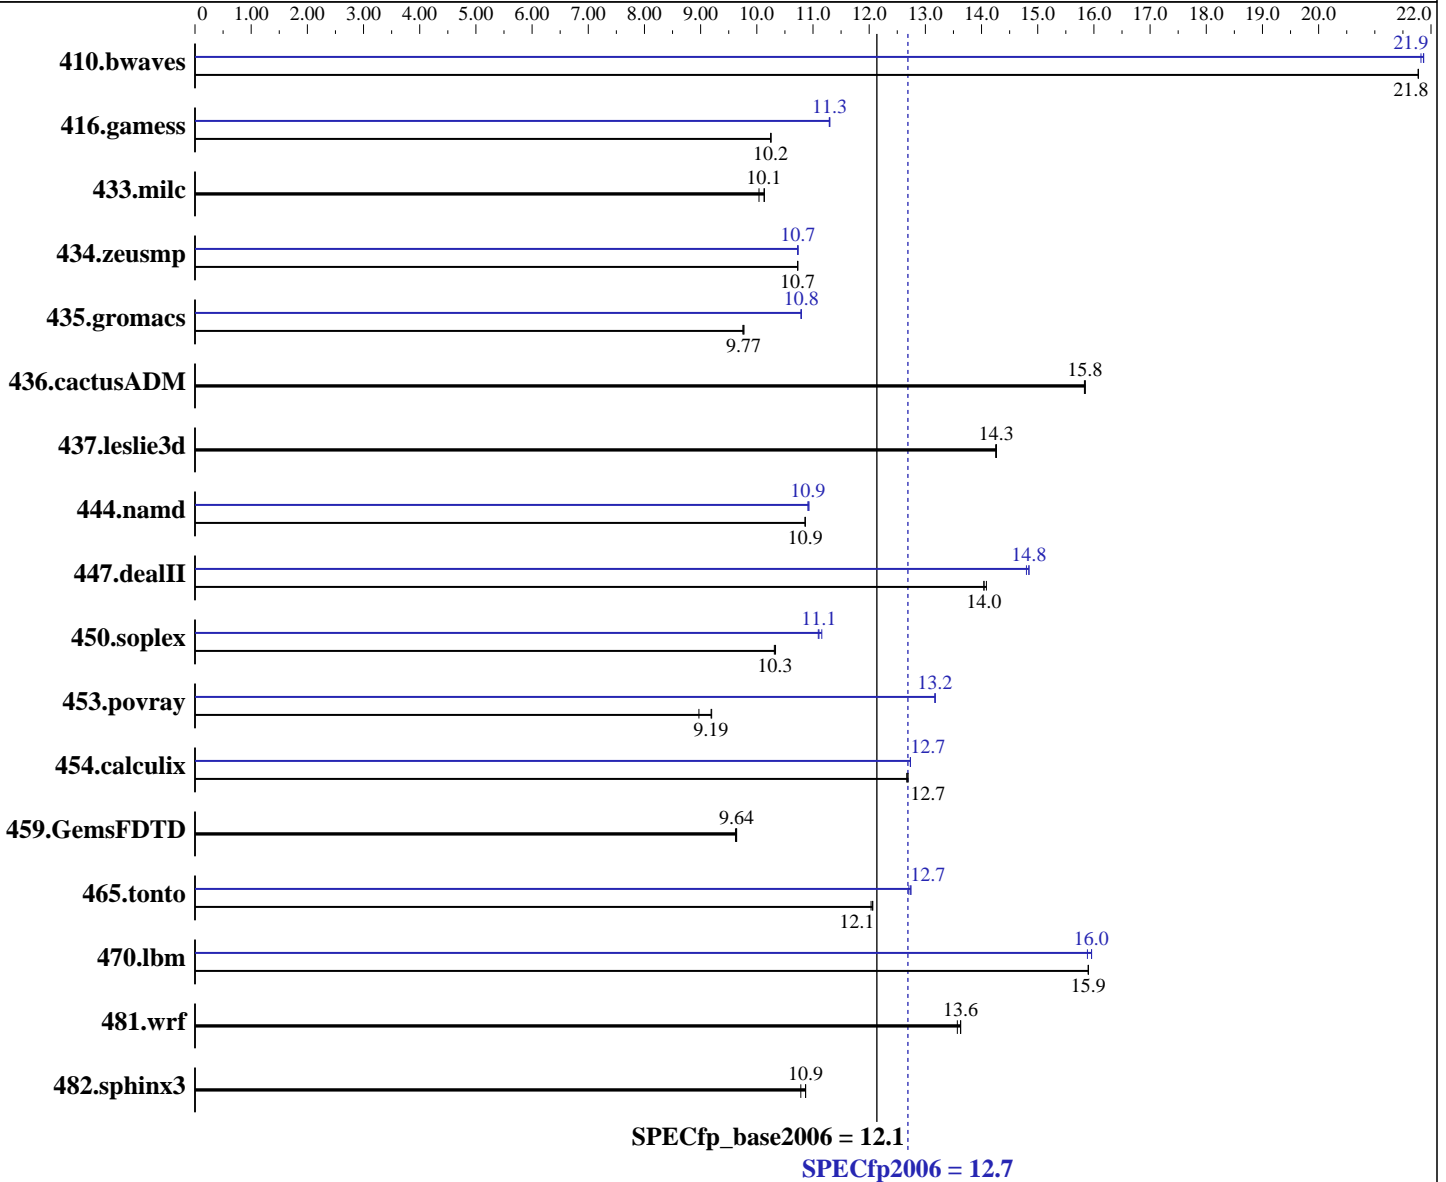 0 1.00 2.00 3.00 4.00 5.00 6.00 7.00 8.00 9.00 10.0 11.0 12.0 13.0 14.0 15.0 16.0 17.0 18.0 19.0 20.0 22.0
21.9
410.bwaves
21.8
11.3
416.gamess
10.2
10.1
433.milc
10.7
434.zeusmp
10.7
10.8
435.gromacs
9.77
15.8
436.cactusADM
14.3
437.leslie3d
10.9
444.namd
10.9
14.8
447.dealII
14.0
11.1
450.soplex
10.3
13.2
453.povray
9.19
12.7
454.calculix
12.7
9.64
459.GemsFDTD
12.7
465.tonto
12.1
16.0
470.lbm
15.9
13.6
481.wrf
10.9
482.sphinx3
SPECfp_base2006 = 12.1
SPECfp2006 = 12.7